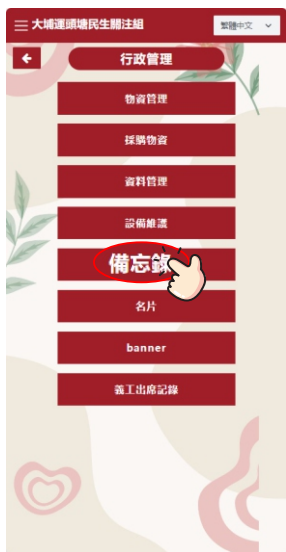 大埔運頭塘民生關注組
繁體中文
行政管理
物資管理
採購物資
資料管理
設備維護
備忘錄
名片
banner
義工出席記錄